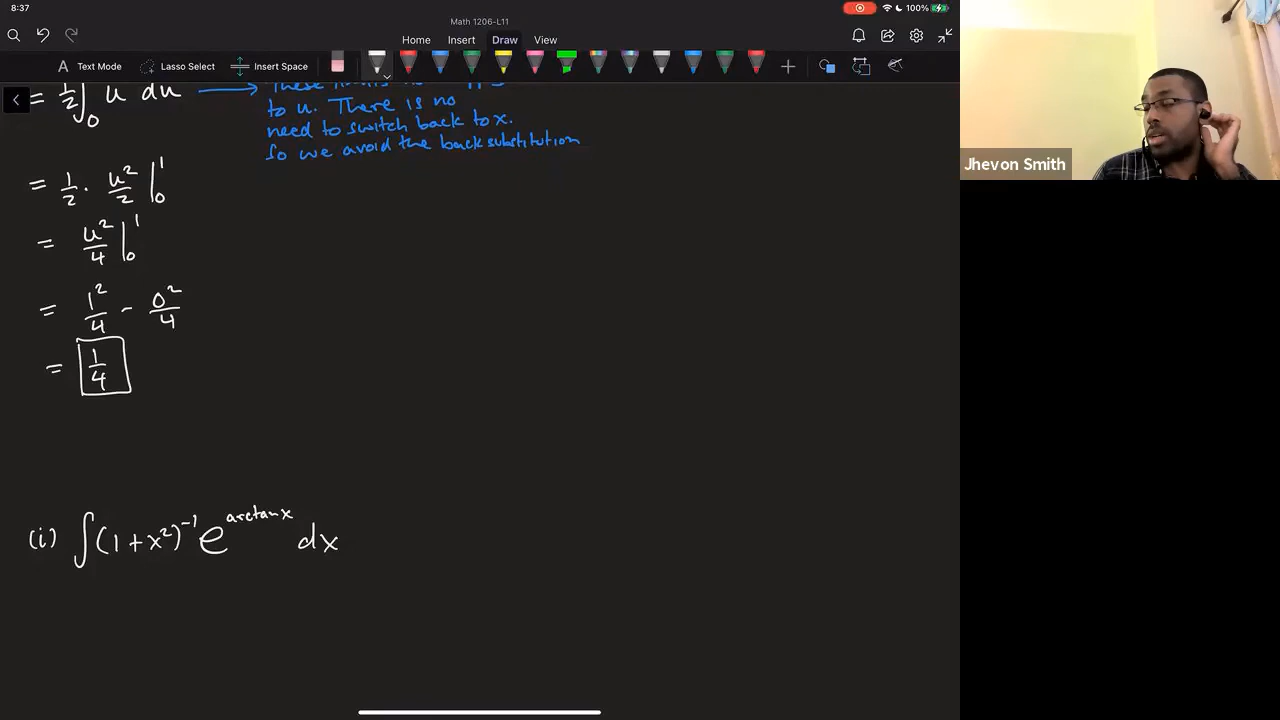 8:37
100%
Math 1206-L11
Home Insert Draw View
Text Mode Lasso Select Insert Space
= 1/2 ∫₀ u du → These
to u. There is no
need to switch back to x.
So we avoid the back substitution
= 1/2 · u²/2 |₀¹
= u²/4 |₀¹
= 1²/4 - 0²/4
= 1/4
Jhevon Smith
(i) ∫(1+x²)⁻¹ e^(arctanx) dx